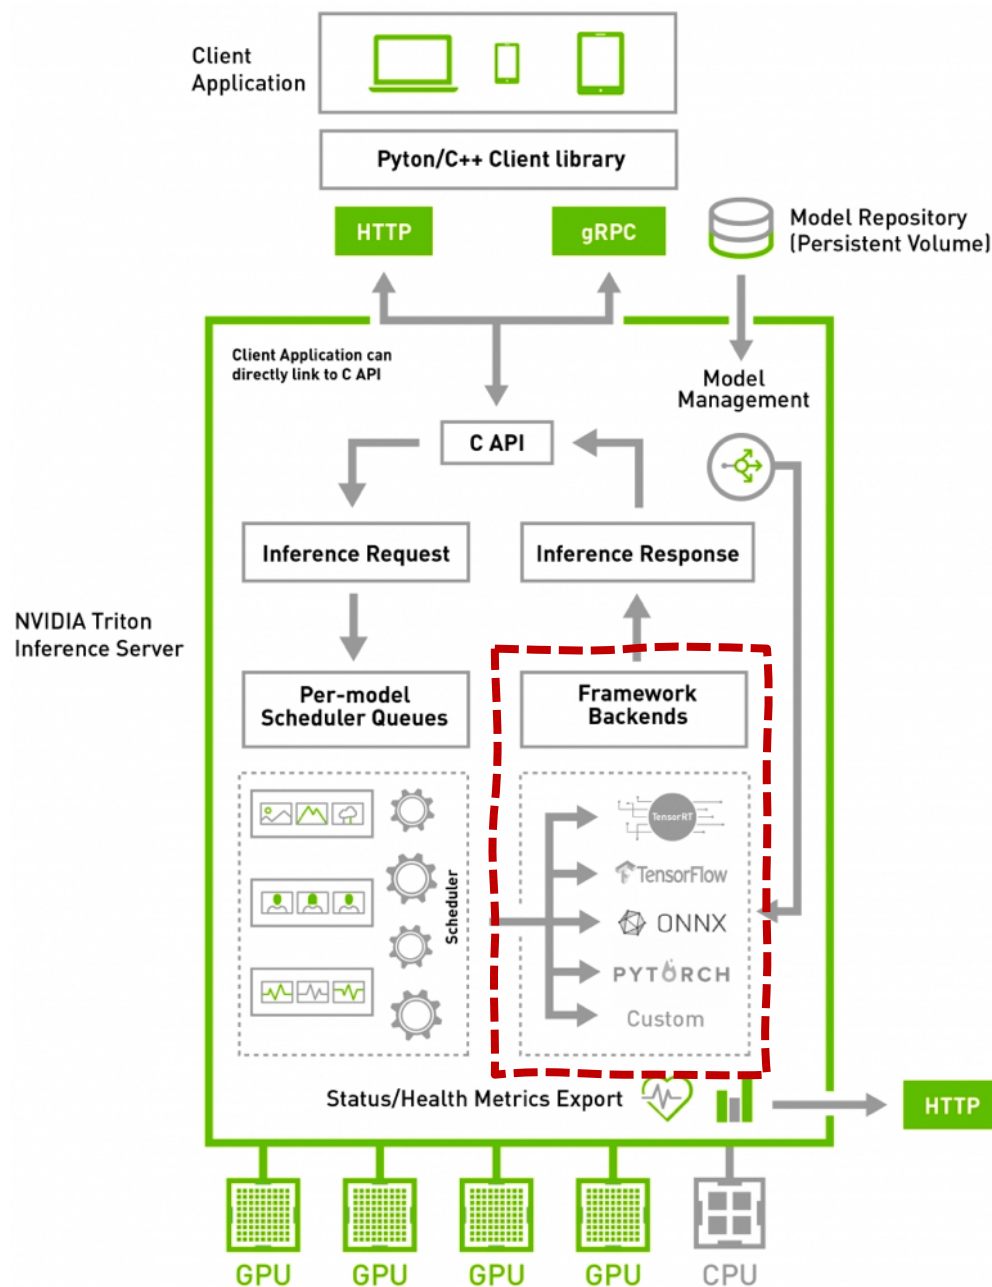 Client
Application
Pyton/C++ Client library
HTTP
gRPC
Model Repository
(Persistent Volume)
Client Application can
directly link to C API
Model
Management
C API
Inference Request
Inference Response
NVIDIA Triton
Inference Server
Per-model
Scheduler Queues
Framework
Backends
Scheduler
TensorRT
TensorFlow
ONNX
PYTORCH
Custom
Status/Health Metrics Export
HTTP
GPU
GPU
GPU
GPU
CPU